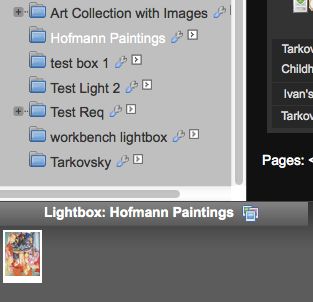 Art Collection with Images
Hofmann Paintings
test box 1
Test Light 2
Test Req
workbench lightbox
Tarkovsky
Tarkov
Childh
Ivan's
Tarkov
Pages: <
Lightbox: Hofmann Paintings